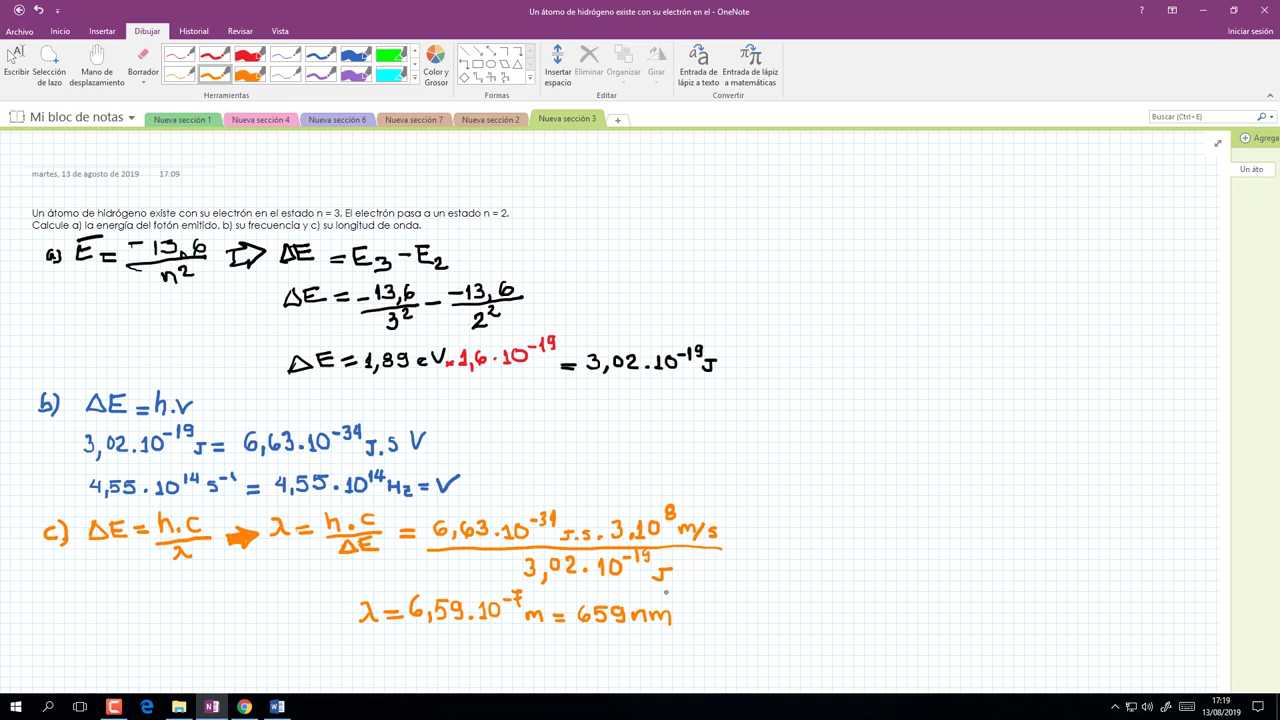 Un átomo de hidrógeno existe con su electrón en el - OneNote
? 
Archivo Inicio Insertar Dibujar Historial Revisar Vista Iniciar sesión
Escribir Selección de lazo Mano de desplazamiento Borrador Color y Grosor Insertar espacio Eliminar Organizar Girar Entrada de lápiz a texto Entrada de lápiz a matemáticas
Herramientas Formas Editar Convertir
Mi bloc de notas Nueva sección 1 Nueva sección 4 Nueva sección 6 Nueva sección 7 Nueva sección 2 Nueva sección 3 + Buscar (Ctrl+E)
Agrega
Un áto
martes, 13 de agosto de 2019 17:09
Un átomo de hidrógeno existe con su electrón en el estado n = 3. El electrón pasa a un estado n = 2.
Calcule a) la energía del fotón emitido, b) su frecuencia y c) su longitud de onda.
a) E = -13,6/n² ⇒ ΔE = E₃ - E₂
ΔE = -13,6/3² - -13,6/2²
ΔE = 1,89 eV × 1,6 · 10⁻¹⁹ = 3,02 · 10⁻¹⁹ J
b) ΔE = h.ν
3,02 · 10⁻¹⁹ J = 6,63 · 10⁻³⁴ J.s ν
4,55 · 10¹⁴ s⁻¹ = 4,55 · 10¹⁴ Hz = ν
c) ΔE = h.c/λ → λ = h.c/ΔE = 6,63 · 10⁻³⁴ J.s. 3,10⁸ m/s / 3,02 · 10⁻¹⁹ J
λ = 6,59 · 10⁻⁷ m = 659 nm
17:19
13/08/2019